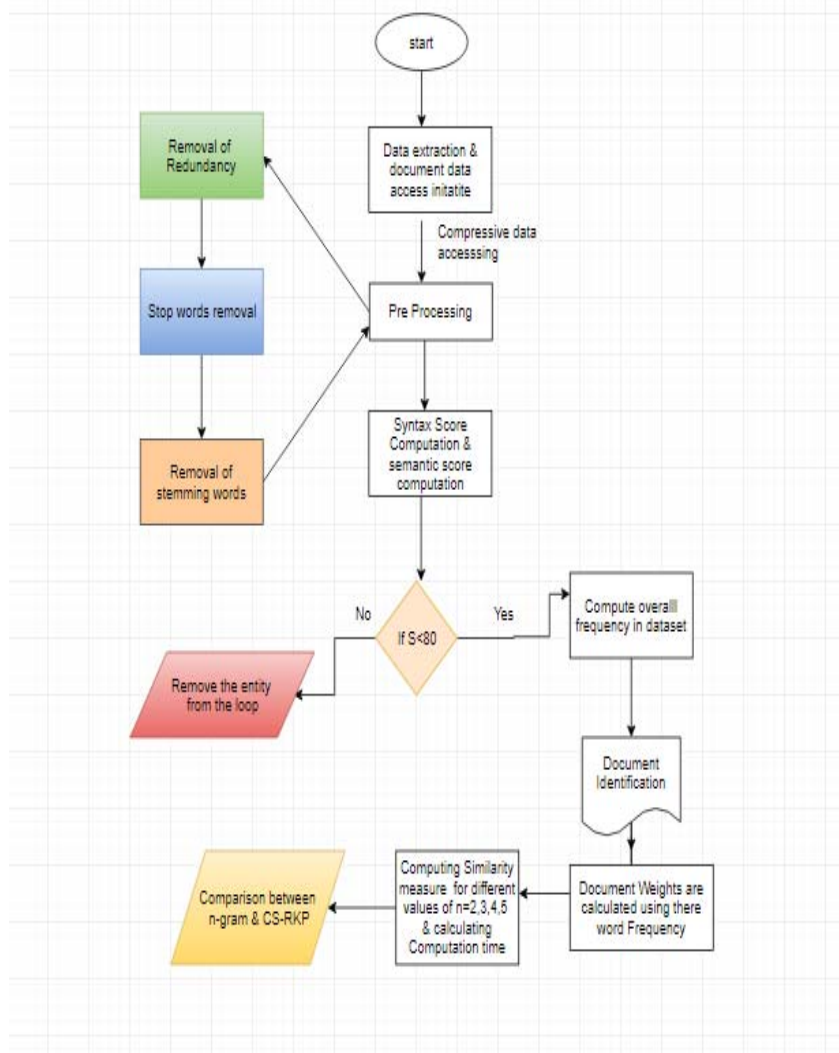 start
Data extraction &
document data
access initatite
Compressive data
accesssing
Pre Processing
Removal of
Redundancy
Stop words removal
Removal of
stemming words
Syntax Score
Computation &
semantic score
computation
If S<80
No
Yes
Remove the entity
from the loop
Compute overalll
frequency in dataset
Document
Identification
Document Weights are
calculated using there
word Frequency
Computing Similarity
measure for different
values of n=2,3,4,5
& calculating
Computation time
Comparison between
n-gram & CS-RKP